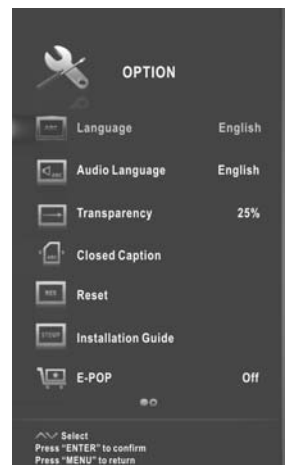 OPTION
Language English
Audio Language English
Transparency 25%
Closed Caption
Reset
Installation Guide
E-POP Off
Select
Press "ENTER" to confirm
Press "MENU" to return